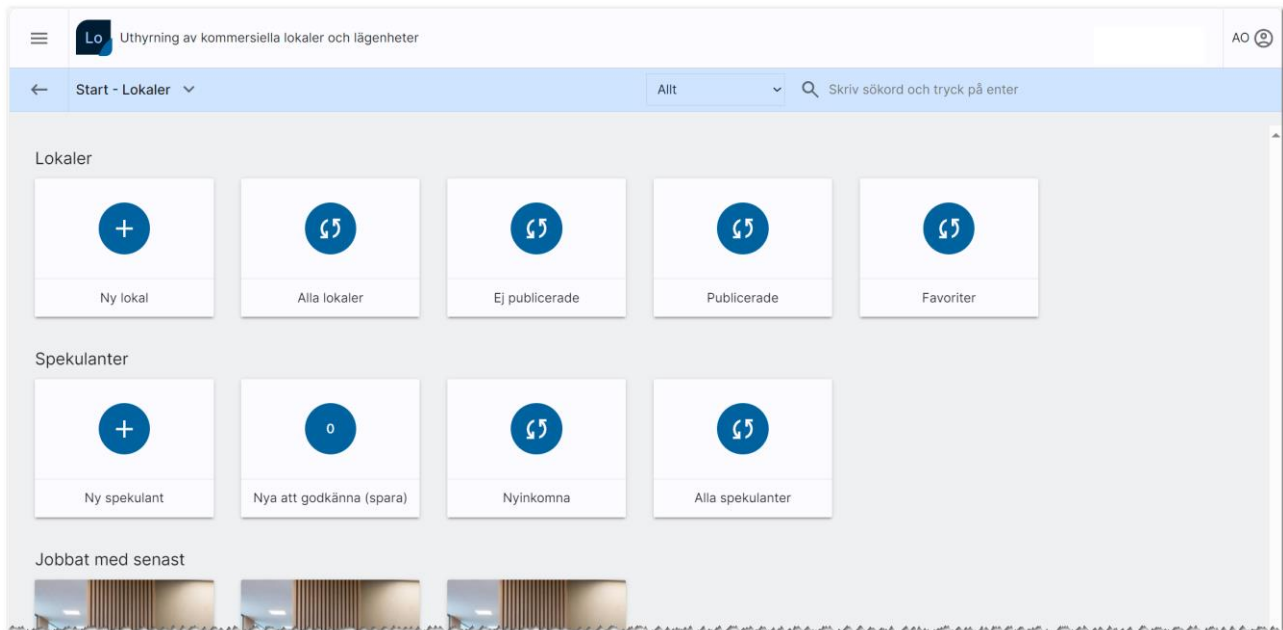 Lo Uthyrning av kommersiella lokaler och lägenheter AO
Start - Lokaler Allt Skriv sökord och tryck på enter
Lokaler
Ny lokal Alla lokaler Ej publicerade Publicerade Favoriter
Spekulanter
0
Ny spekulant Nya att godkänna (spara) Nyinkomna Alla spekulanter
Jobbat med senast